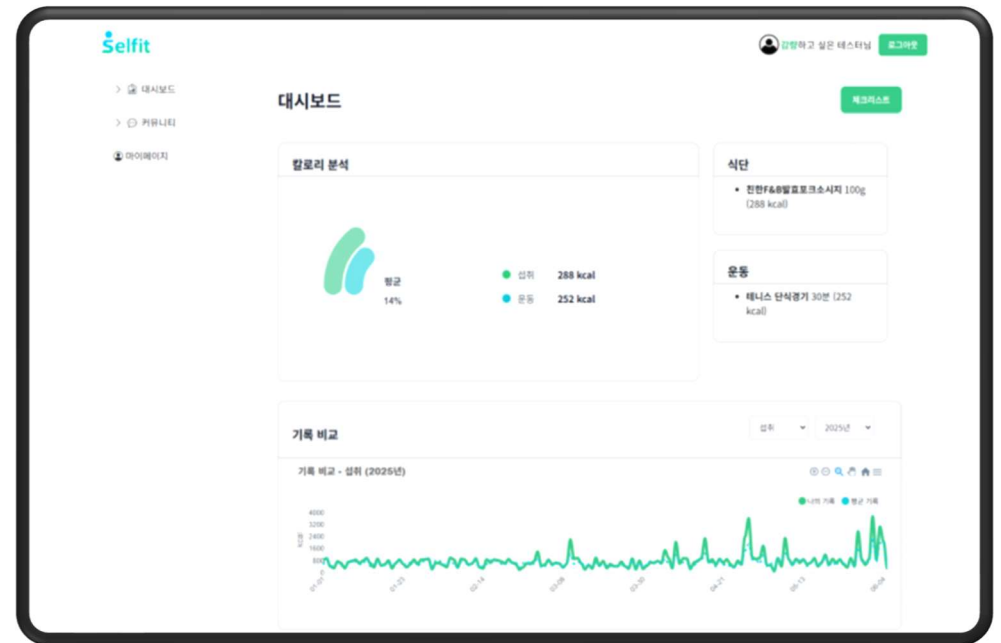 Selfit
감량하고 싶은 테스터님
로그아웃
대시보드
커뮤니티
마이페이지
대시보드
체크리스트
칼로리 분석
평균
14%
섭취 288 kcal
운동 252 kcal
식단
진한F&B발효포크소시지 100g
(288 kcal)
운동
테니스 단식경기 30분 (252
kcal)
기록 비교
섭취
2025년
기록 비교 - 섭취 (2025년)
나의 기록
평균 기록
kcal
4000
3200
2400
1600
800
0
01-01
01-23
02-14
03-08
03-30
04-21
05-13
06-04